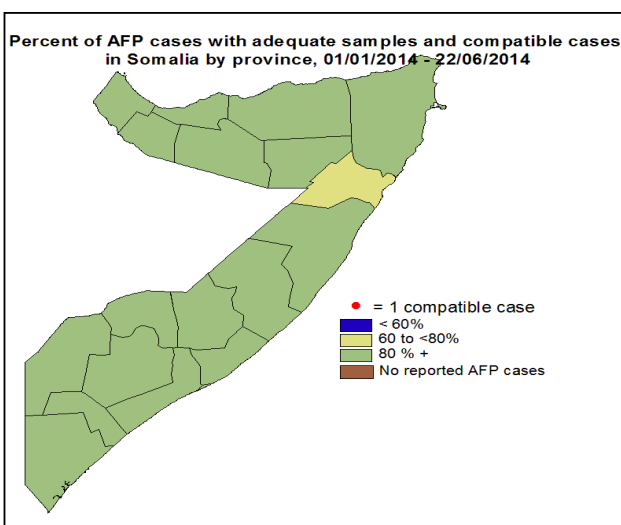 Percent of AFP cases with adequate samples and compatible cases
in Somalia by province, 01/01/2014 - 22/06/2014
= 1 compatible case
< 60%
60 to <80%
80 % +
No reported AFP cases